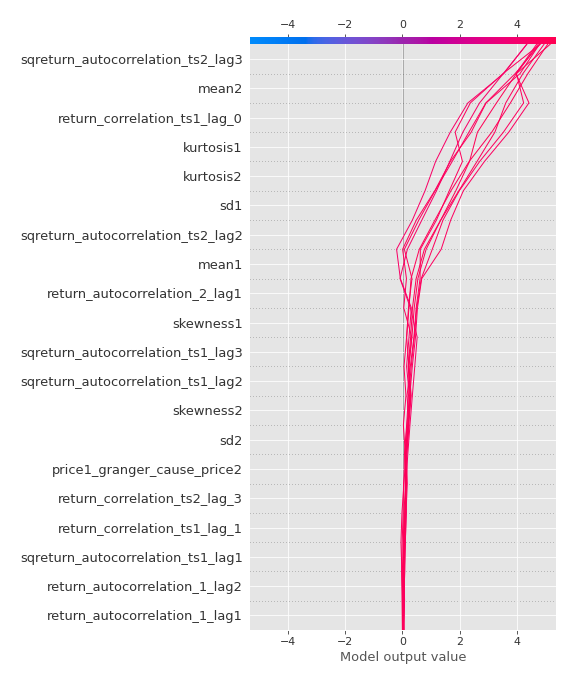 −4 −2 0 2 4
sqreturn_autocorrelation_ts2_lag3
mean2
return_correlation_ts1_lag_0
kurtosis1
kurtosis2
sd1
sqreturn_autocorrelation_ts2_lag2
mean1
return_autocorrelation_2_lag1
skewness1
sqreturn_autocorrelation_ts1_lag3
sqreturn_autocorrelation_ts1_lag2
skewness2
sd2
price1_granger_cause_price2
return_correlation_ts2_lag_3
return_correlation_ts1_lag_1
sqreturn_autocorrelation_ts1_lag1
return_autocorrelation_1_lag2
return_autocorrelation_1_lag1
−4 −2 0 2 4
Model output value